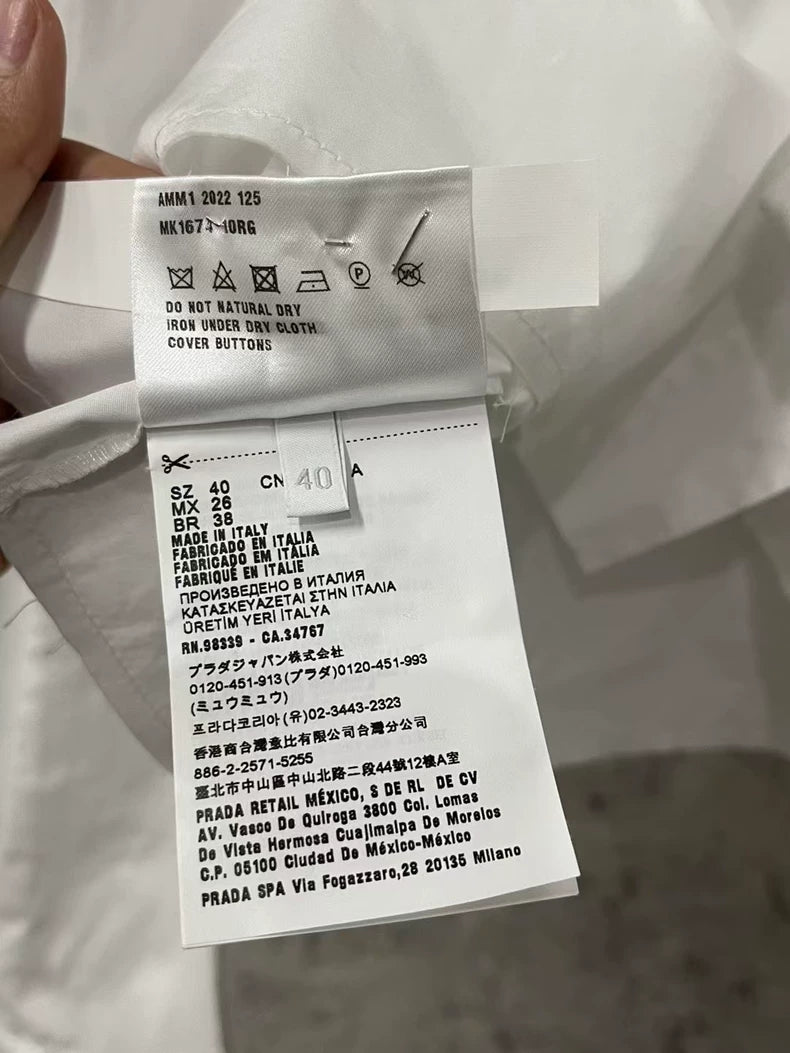 AMM1 2022 125
P
W
DO NOT NATURAL DRY
IRON UNDER DRY CLOTH
COVER BUTTONS
SZ 40 CN A
MX 26
BR 38
40
MADE IN ITALY
FABRICADO EN ITALIA
FABRICADO EM ITÁLIA
FABRIQUÉ EN ITALIE
ПРОИЗВЕДЕНО В ИТАЛИЯ
ΚΑΤΑΣΚΕΥΑΖΕΤΑΙ ΣΤΗΝ ΙΤΑΛΙΑ
ÜRETİM YERİ İTALYA
RN.98339 - CA.34767
プラダジャパン株式会社
0120-451-913(プラダ)0120-451-993
(ミュウミュウ)
프라다코리아(유)02-3443-2323
香港商台灣童比有限公司台灣分公司
886-2-2571-5255
臺北市中山區中山北路二段44號12樓A室
PRADA RETAIL MÉXICO, S DE RL DE CV
AV. Vasco De Quiroga 3800 Col. Lomas
De Vista Hermosa Cuajimalpa De Morelos
C.P. 05100 Ciudad De México-México
PRADA SPA Via Fogazzaro,28 20135 Milano